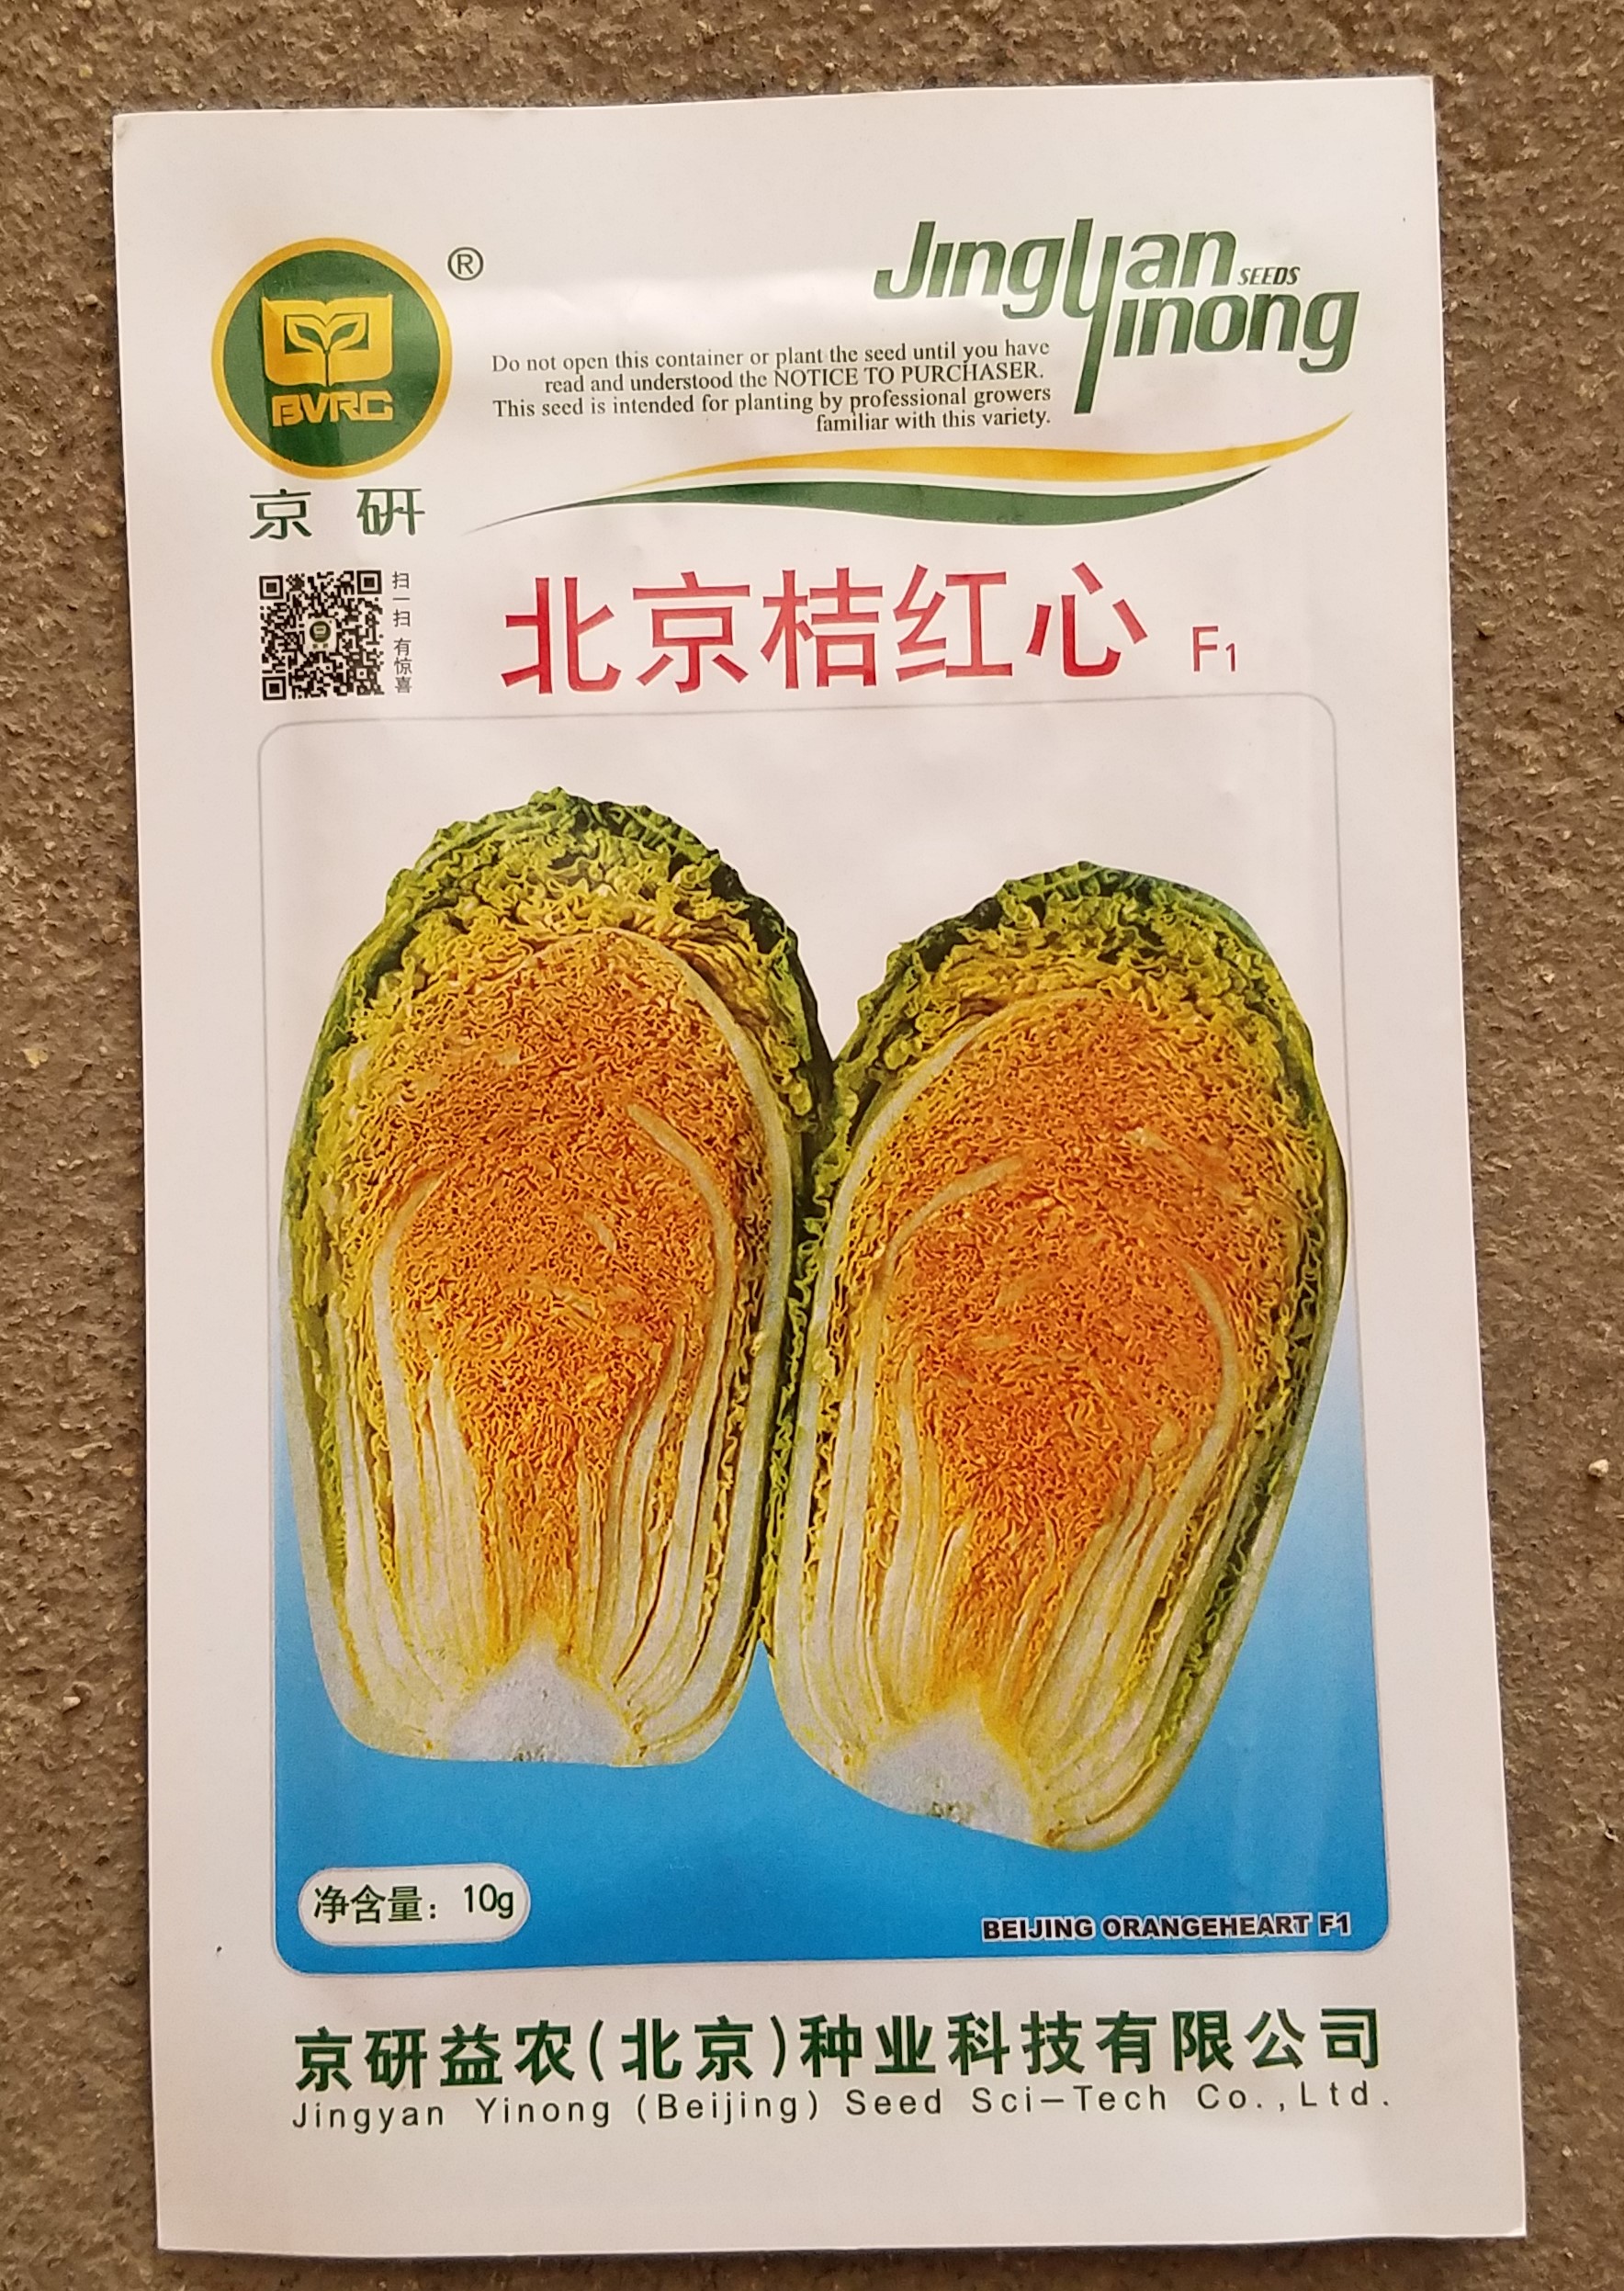 BVRC
®
京研
JingYan Yinong SEEDS
Do not open this container or plant the seed until you have
read and understood the NOTICE TO PURCHASER.
This seed is intended for planting by professional growers
familiar with this variety.
扫一扫 有惊喜
北京桔红心 F1
净含量：10g
BEIJING ORANGEHEART F1
京研益农(北京)种业科技有限公司
Jingyan Yinong (Beijing) Seed Sci-Tech Co.,Ltd.